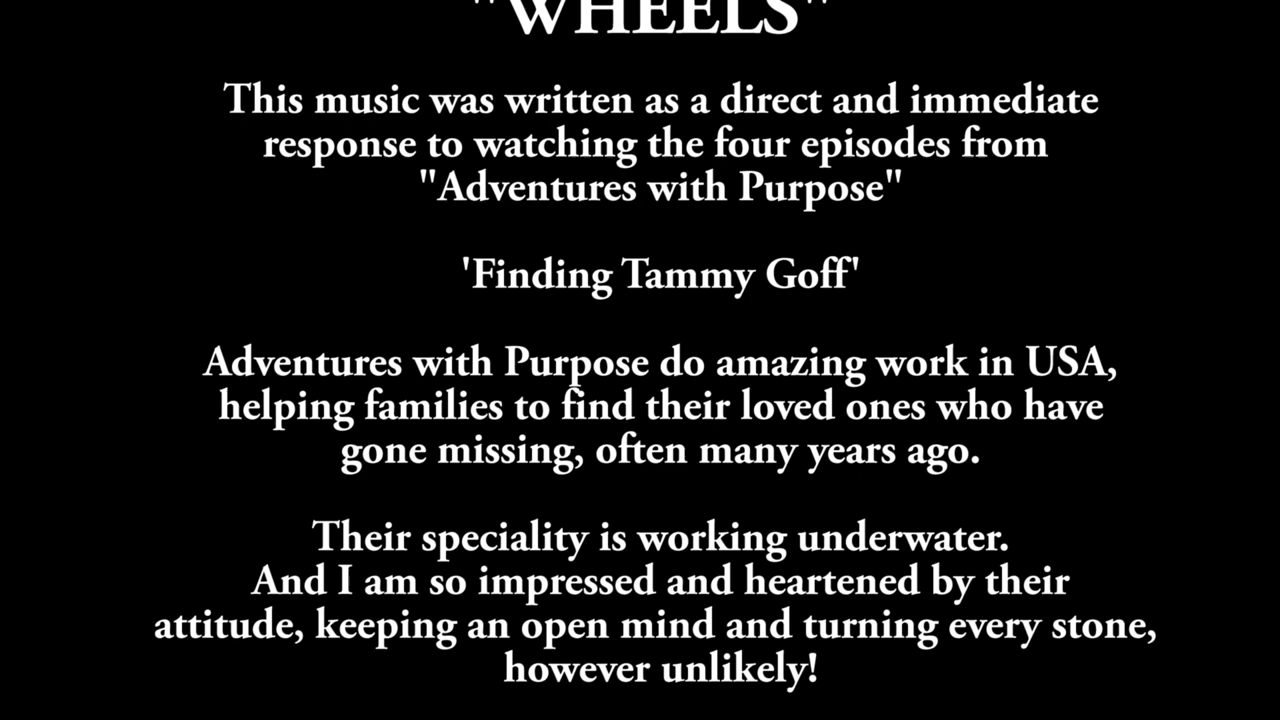 "WHEELS"
This music was written as a direct and immediate
response to watching the four episodes from
"Adventures with Purpose"
'Finding Tammy Goff'
Adventures with Purpose do amazing work in USA,
helping families to find their loved ones who have
gone missing, often many years ago.
Their speciality is working underwater.
And I am so impressed and heartened by their
attitude, keeping an open mind and turning every stone,
however unlikely!